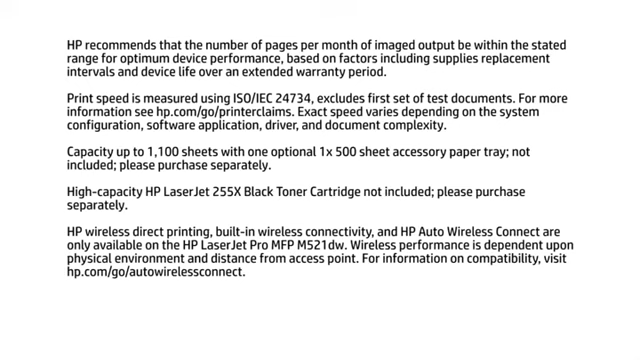 HP recommends that the number of pages per month of imaged output be within the stated
range for optimum device performance, based on factors including supplies replacement
intervals and device life over an extended warranty period.
Print speed is measured using ISO/IEC 24734, excludes first set of test documents. For more
information see hp.com/go/printerclaims. Exact speed varies depending on the system
configuration, software application, driver, and document complexity.
Capacity up to 1,100 sheets with one optional 1x 500 sheet accessory paper tray; not
included; please purchase separately.
High-capacity HP LaserJet 255X Black Toner Cartridge not included; please purchase
separately.
HP wireless direct printing, built-in wireless connectivity, and HP Auto Wireless Connect are
only available on the HP LaserJet Pro MFP M521dw. Wireless performance is dependent upon
physical environment and distance from access point. For information on compatibility, visit
hp.com/go/autowirelessconnect.